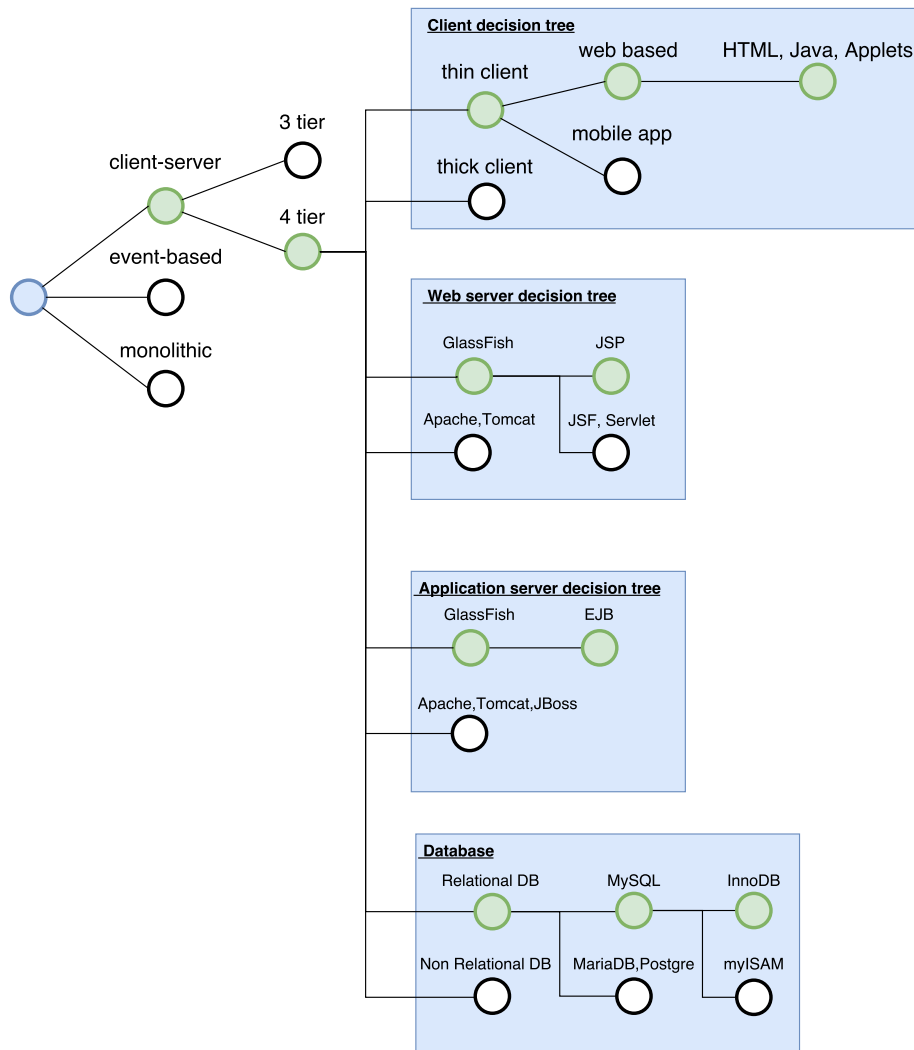 Client decision tree
web based
HTML, Java, Applets
thin client
3 tier
mobile app
client-server
thick client
4 tier
event-based
Web server decision tree
monolithic
GlassFish
JSP
Apache,Tomcat
JSF, Servlet
Application server decision tree
GlassFish
EJB
Apache,Tomcat,JBoss
Database
Relational DB
MySQL
InnoDB
Non Relational DB
MariaDB,Postgre
myISAM